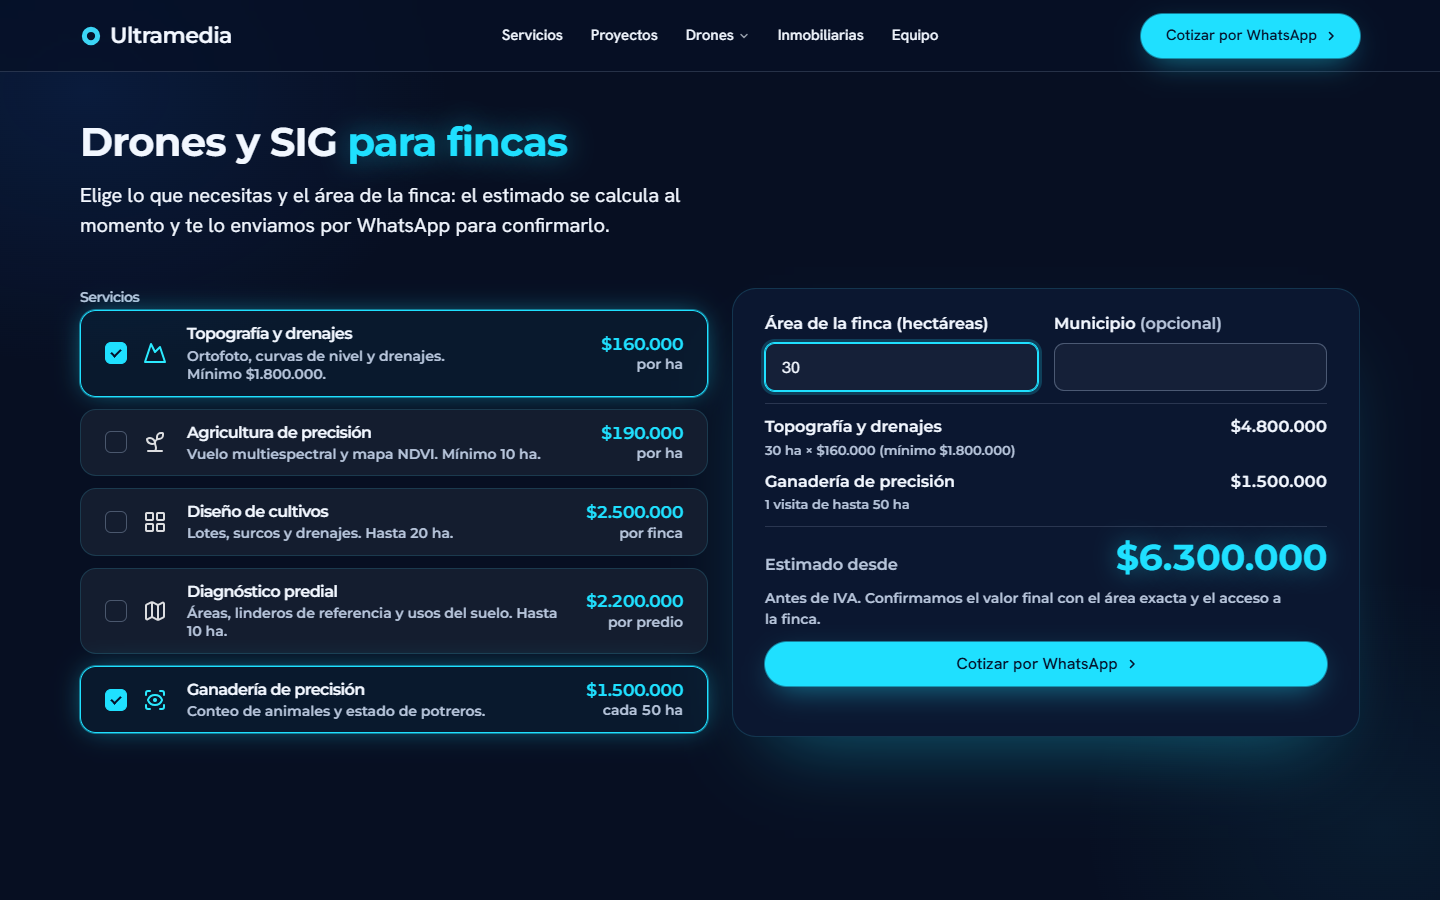 Ultramedia
Servicios
Proyectos
Drones
Inmobiliarias
Equipo
Cotizar por WhatsApp
Drones y SIG para fincas
Elige lo que necesitas y el área de la finca: el estimado se calcula al
momento y te lo enviamos por WhatsApp para confirmarlo.
Servicios
Topografía y drenajes
Ortofoto, curvas de nivel y drenajes.
Mínimo $1.800.000.
$160.000
por ha
Agricultura de precisión
Vuelo multiespectral y mapa NDVI. Mínimo 10 ha.
$190.000
por ha
Diseño de cultivos
Lotes, surcos y drenajes. Hasta 20 ha.
$2.500.000
por finca
Diagnóstico predial
Áreas, linderos de referencia y usos del suelo. Hasta
10 ha.
$2.200.000
por predio
Ganadería de precisión
Conteo de animales y estado de potreros.
$1.500.000
cada 50 ha
Área de la finca (hectáreas)
30
Municipio (opcional)
Topografía y drenajes
$4.800.000
30 ha × $160.000 (mínimo $1.800.000)
Ganadería de precisión
$1.500.000
1 visita de hasta 50 ha
Estimado desde
$6.300.000
Antes de IVA. Confirmamos el valor final con el área exacta y el acceso a
la finca.
Cotizar por WhatsApp